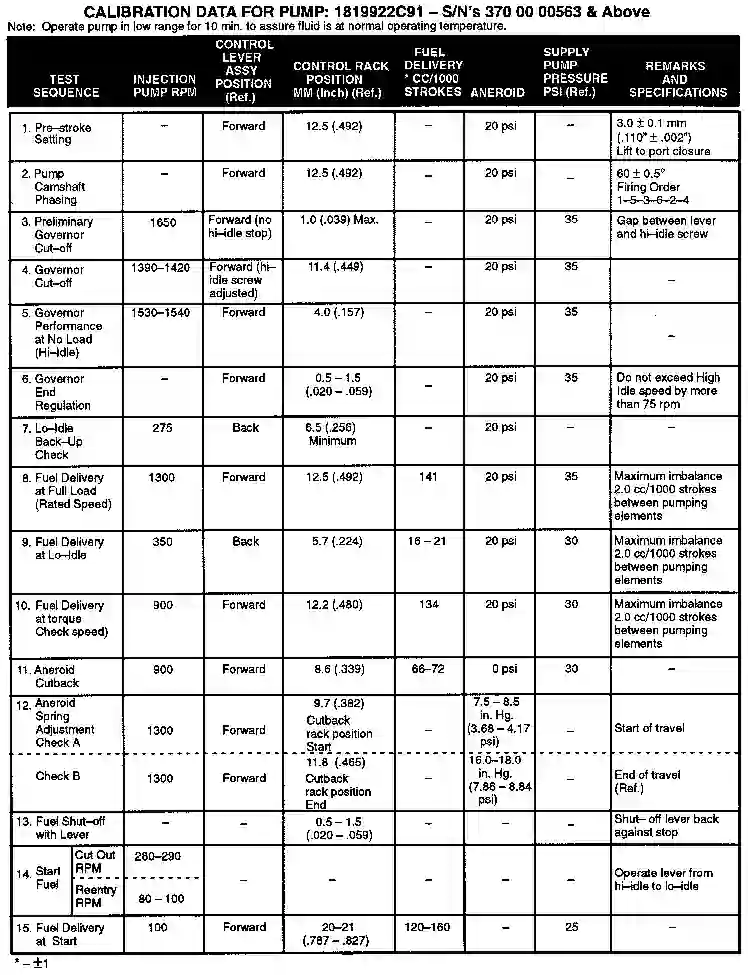 CALIBRATION DATA FOR PUMP: 1819922C91 – S/N's 370 00 00563 & Above
Note: Operate pump in low range for 10 min. to assure fluid is at normal operating temperature.
TEST SEQUENCE | INJECTION PUMP RPM | CONTROL LEVER ASSY POSITION (Ref.) | CONTROL RACK POSITION MM (Inch) (Ref.) | FUEL DELIVERY * CC/1000 STROKES | ANEROID | SUPPLY PUMP PRESSURE PSI (Ref.) | REMARKS AND SPECIFICATIONS
1. Pre–stroke Setting | – | Forward | 12.5 (.492) | – | 20 psi | – | 3.0 ± 0.1 mm (.110" ± .002") Lift to port closure
2. Pump Camshaft Phasing | – | Forward | 12.5 (.492) | – | 20 psi | – | 60 ± 0.5° Firing Order 1–5–3–6–2–4
3. Preliminary Governor Cut–off | 1650 | Forward (no hi–idle stop) | 1.0 (.039) Max. | – | 20 psi | 35 | Gap between lever and hi–idle screw
4. Governor Cut–off | 1390–1420 | Forward (hi–idle screw adjusted) | 11.4 (.449) | – | 20 psi | 35 | –
5. Governor Performance at No Load (Hi–Idle) | 1530–1540 | Forward | 4.0 (.157) | – | 20 psi | 35 | –
6. Governor End Regulation | – | Forward | 0.5 – 1.5 (.020 – .059) | – | 20 psi | 35 | Do not exceed High Idle speed by more than 75 rpm
7. Lo–Idle Back–Up Check | 275 | Back | 6.5 (.256) Minimum | – | 20 psi | – | –
8. Fuel Delivery at Full Load (Rated Speed) | 1300 | Forward | 12.5 (.492) | 141 | 20 psi | 35 | Maximum imbalance 2.0 cc/1000 strokes between pumping elements
9. Fuel Delivery at Lo–Idle | 350 | Back | 5.7 (.224) | 16 – 21 | 20 psi | 30 | Maximum imbalance 2.0 cc/1000 strokes between pumping elements
10. Fuel Delivery at torque Check speed) | 900 | Forward | 12.2 (.480) | 134 | 20 psi | 30 | Maximum imbalance 2.0 cc/1000 strokes between pumping elements
11. Aneroid Cutback | 900 | Forward | 8.6 (.339) | 66–72 | 0 psi | 30 | –
12. Aneroid Spring Adjustment Check A | 1300 | Forward | 9.7 (.382) Cutback rack position Start | – | 7.5 – 8.5 in. Hg. (3.68 – 4.17 psi) | – | Start of travel
Check B | 1300 | Forward | 11.8 (.465) Cutback rack position End | – | 16.0–18.0 in. Hg. (7.86 – 8.84 psi) | – | End of travel (Ref.)
13. Fuel Shut–off with Lever | – | – | 0.5 – 1.5 (.020 – .059) | – | – | – | Shut– off lever back against stop
14. Start Fuel | Cut Out RPM | 280–290 | – | – | – | – | – | Operate lever from hi–idle to lo–idle
Reentry RPM | 80 – 100
15. Fuel Delivery at Start | 100 | Forward | 20–21 (.787 – .827) | 120–160 | – | 25 | –
* – ±1